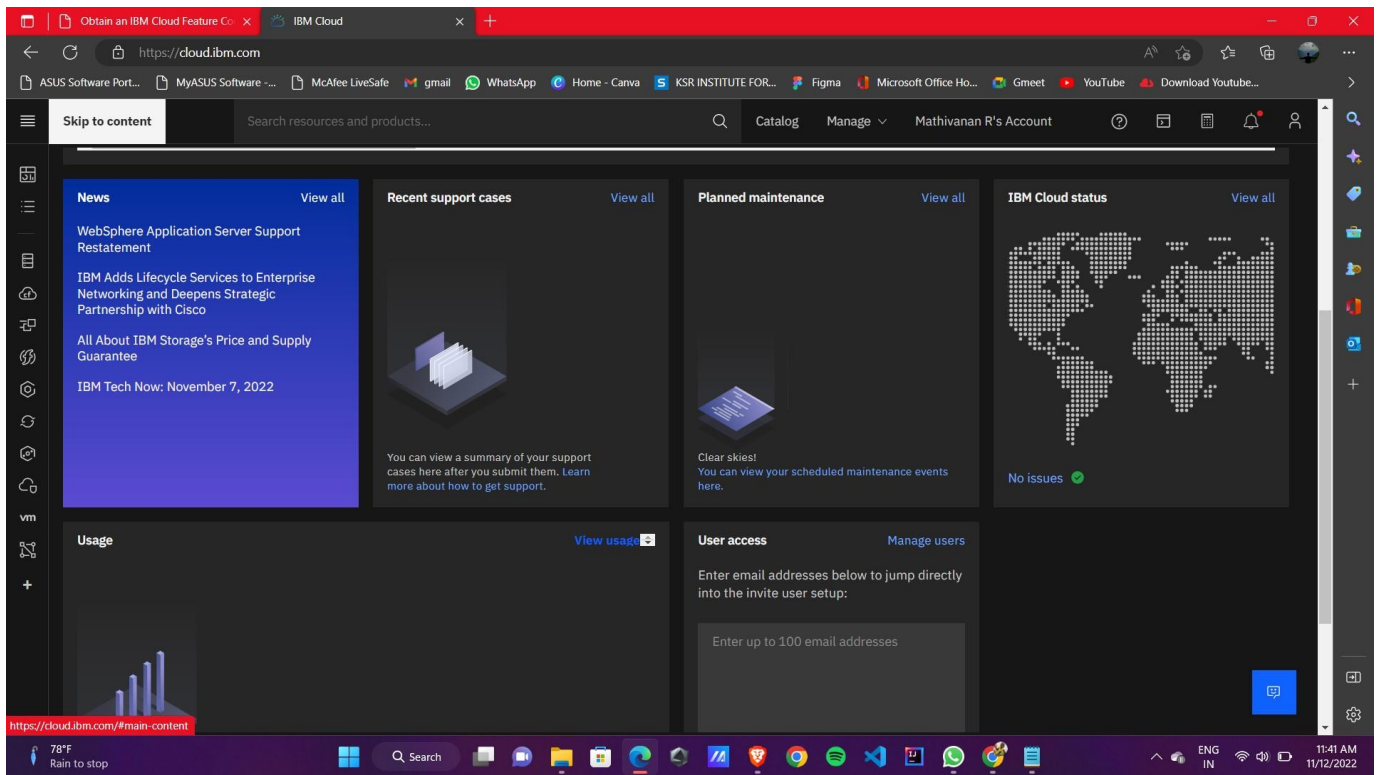 Obtain an IBM Cloud Feature Co
IBM Cloud
https://cloud.ibm.com
ASUS Software Port...
MyASUS Software -...
McAfee LiveSafe
gmail
WhatsApp
Home - Canva
KSR INSTITUTE FOR...
Figma
Microsoft Office Ho...
Gmeet
YouTube
Download Youtube...
Skip to content
Search resources and products...
Catalog
Manage
Mathivanan R's Account
News
View all
WebSphere Application Server Support
Restatement
IBM Adds Lifecycle Services to Enterprise
Networking and Deepens Strategic
Partnership with Cisco
All About IBM Storage's Price and Supply
Guarantee
IBM Tech Now: November 7, 2022
Recent support cases
View all
You can view a summary of your support
cases here after you submit them. Learn
more about how to get support.
Planned maintenance
View all
Clear skies!
You can view your scheduled maintenance events
here.
IBM Cloud status
View all
No issues
vm
Usage
View usage
User access
Manage users
Enter email addresses below to jump directly
into the invite user setup:
Enter up to 100 email addresses
https://cloud.ibm.com/#main-content
78°F
Rain to stop
Search
ENG
IN
11:41 AM
11/12/2022